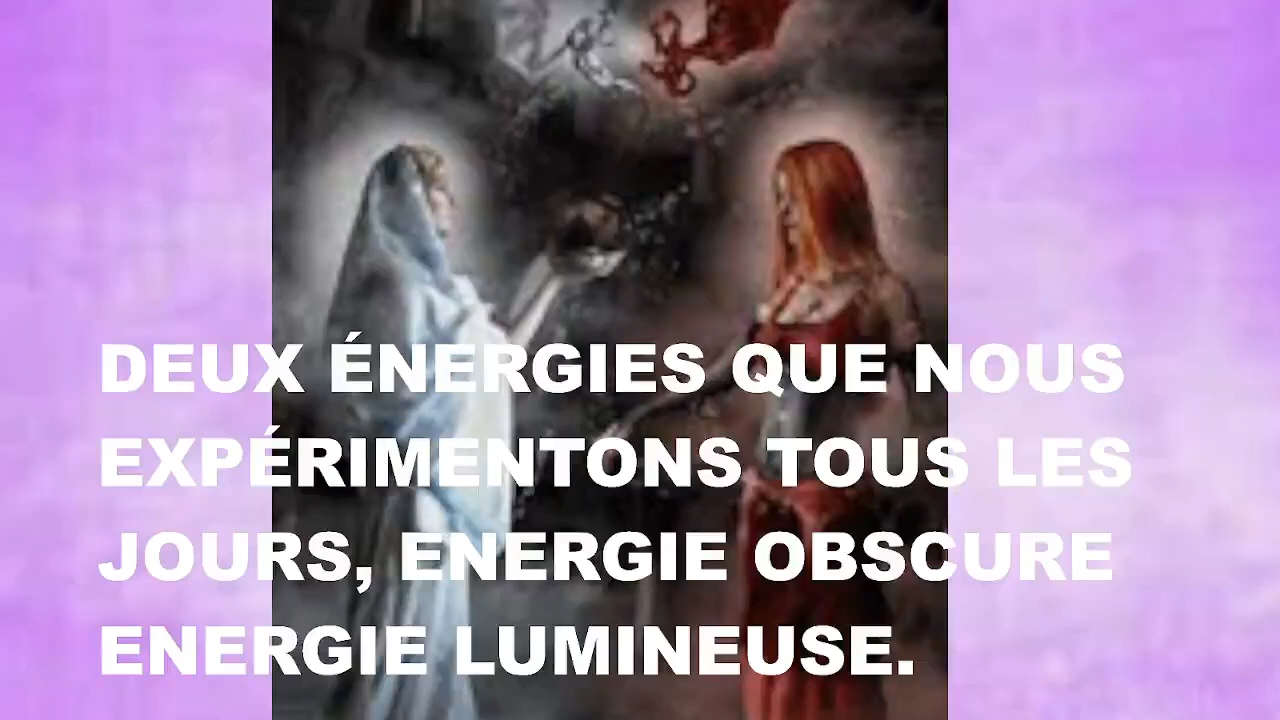 DEUX ÉNERGIES QUE NOUS
EXPÉRIMENTONS TOUS LES
JOURS, ENERGIE OBSCURE
ENERGIE LUMINEUSE.